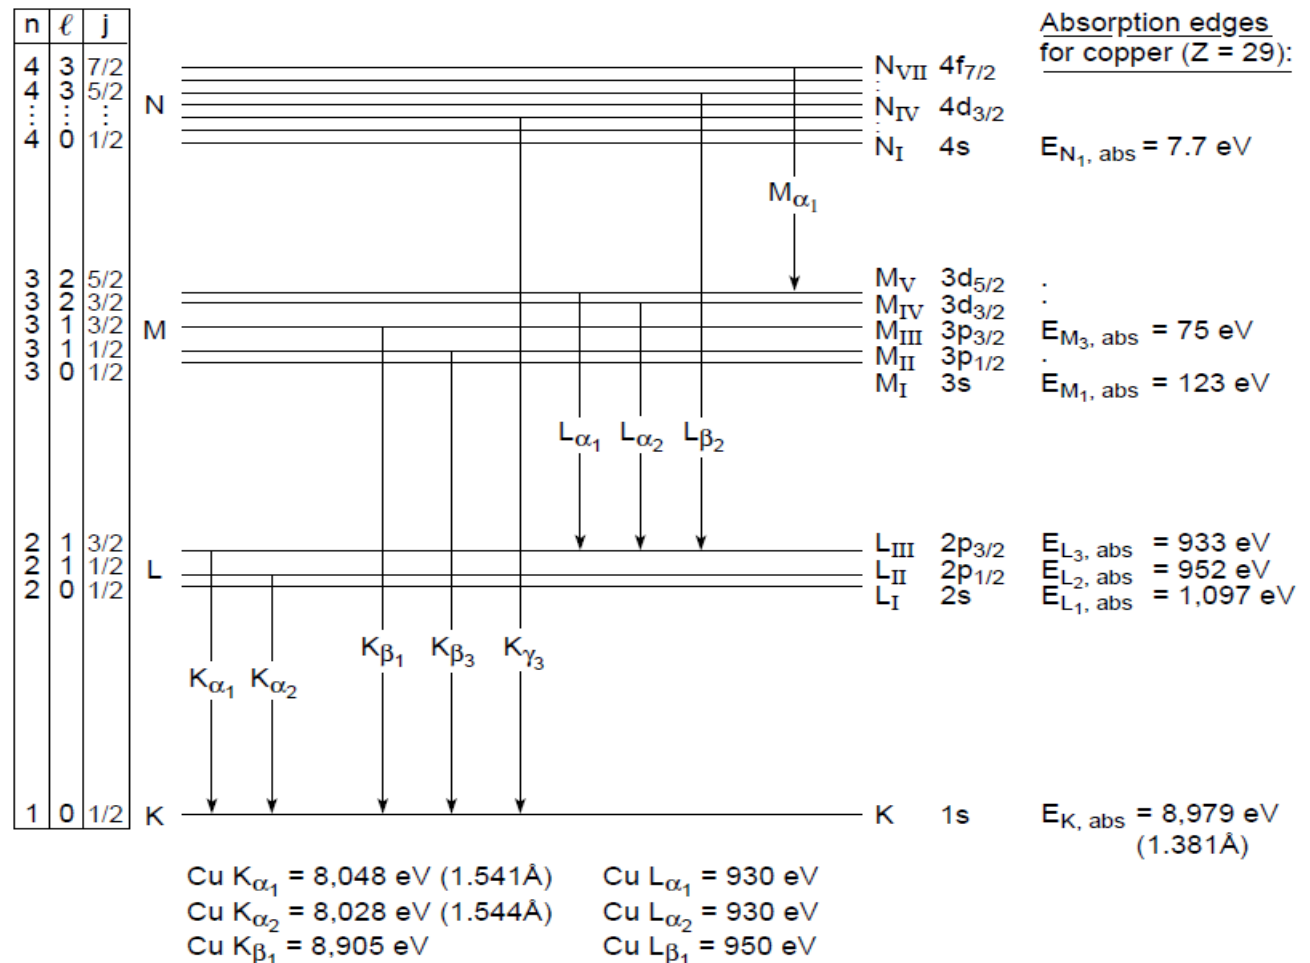 n ℓ j
Absorption edges
for copper (Z = 29):
4 3 7/2 N_VII 4f_7/2
4 3 5/2
N
N_IV 4d_3/2
4 0 1/2 N_I 4s E_N1, abs = 7.7 eV
M_α1
3 2 5/2 M_V 3d_5/2
3 2 3/2 M_IV 3d_3/2
3 1 3/2 M M_III 3p_3/2 E_M3, abs = 75 eV
3 1 1/2 M_II 3p_1/2
3 0 1/2 M_I 3s E_M1, abs = 123 eV
L_α1 L_α2 L_β2
2 1 3/2 L_III 2p_3/2 E_L3, abs = 933 eV
2 1 1/2 L L_II 2p_1/2 E_L2, abs = 952 eV
2 0 1/2 L_I 2s E_L1, abs = 1,097 eV
K_β1 K_β3 K_γ3
K_α1 K_α2
1 0 1/2 K K 1s E_K, abs = 8,979 eV
(1.381Å)
Cu K_α1 = 8,048 eV (1.541Å) Cu L_α1 = 930 eV
Cu K_α2 = 8,028 eV (1.544Å) Cu L_α2 = 930 eV
Cu K_β1 = 8,905 eV Cu L_β1 = 950 eV